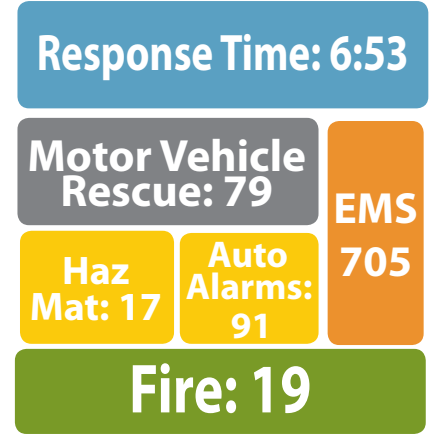 Response Time: 6:53
Motor Vehicle
Rescue: 79
EMS
705
Haz
Mat: 17
Auto
Alarms:
91
Fire: 19